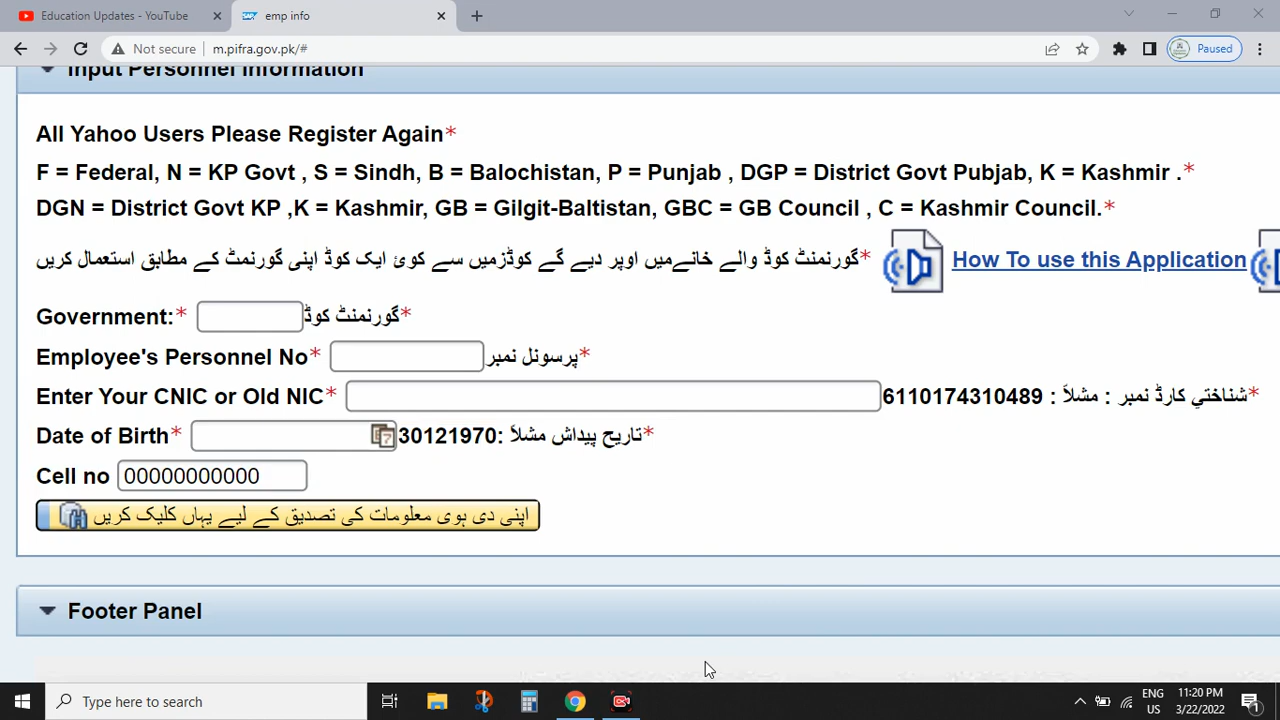 Education Updates - YouTube
emp info
Not secure | m.pifra.gov.pk/#
Paused
Input Personnel Information
All Yahoo Users Please Register Again*
F = Federal, N = KP Govt , S = Sindh, B = Balochistan, P = Punjab , DGP = District Govt Pubjab, K = Kashmir .*
DGN = District Govt KP ,K = Kashmir, GB = Gilgit-Baltistan, GBC = GB Council , C = Kashmir Council.*
گورنمنٹ کوڈ والے خانےمیں اوپر دیے گے کوڈزمیں سے کوئ ایک کوڈ اپنی گورنمٹ کے مطابق استعمال کریں* How To use this Application
Government:* گورنمنٹ کوڈ*
Employee's Personnel No* پرسونل نمبر*
Enter Your CNIC or Old NIC* شناختي کارڈ نمبر : مشلاً : 6110174310489*
Date of Birth* تاریح پیداش مشلاً :30121970*
Cell no 00000000000
اپنی دی ہوی معلومات کی تصدیق کے لیے یہاں کلیک کریں
Footer Panel
Type here to search
ENG
US
11:20 PM
3/22/2022
1